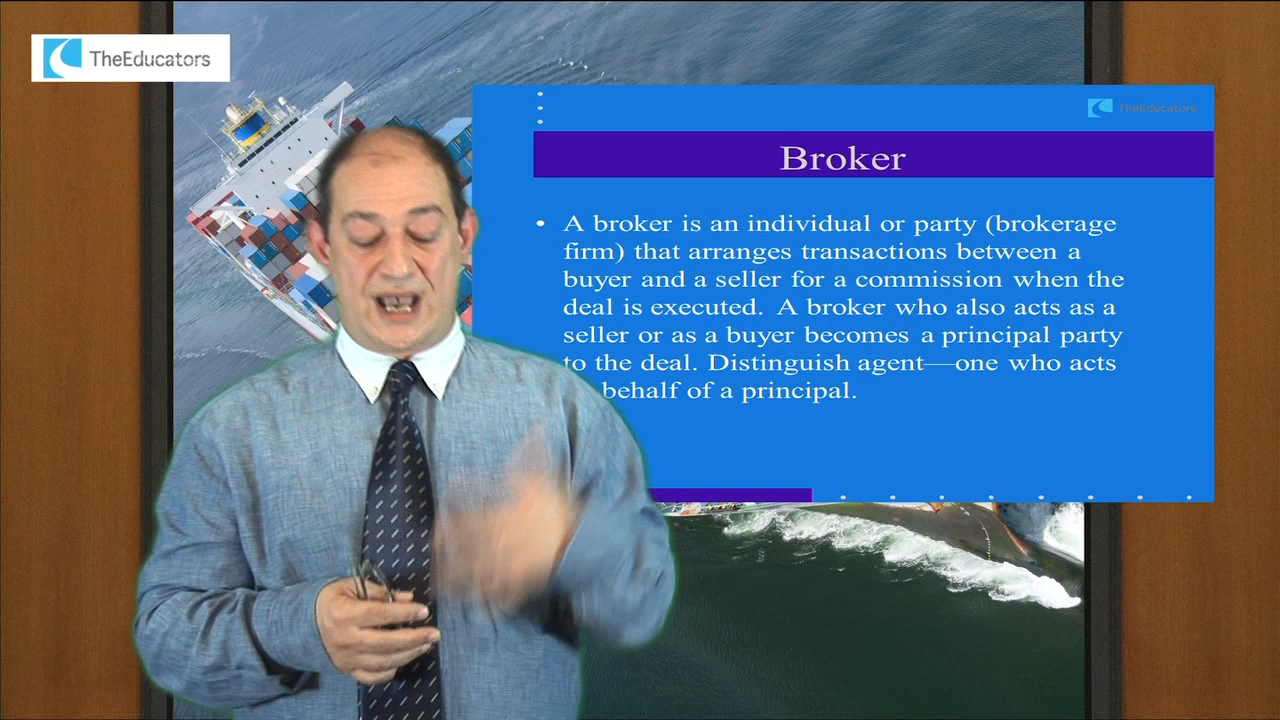 TheEducators
TheEducators
Broker
• A broker is an individual or party (brokerage
firm) that arranges transactions between a
buyer and a seller for a commission when the
deal is executed. A broker who also acts as a
seller or as a buyer becomes a principal party
to the deal. Distinguish agent—one who acts
behalf of a principal.